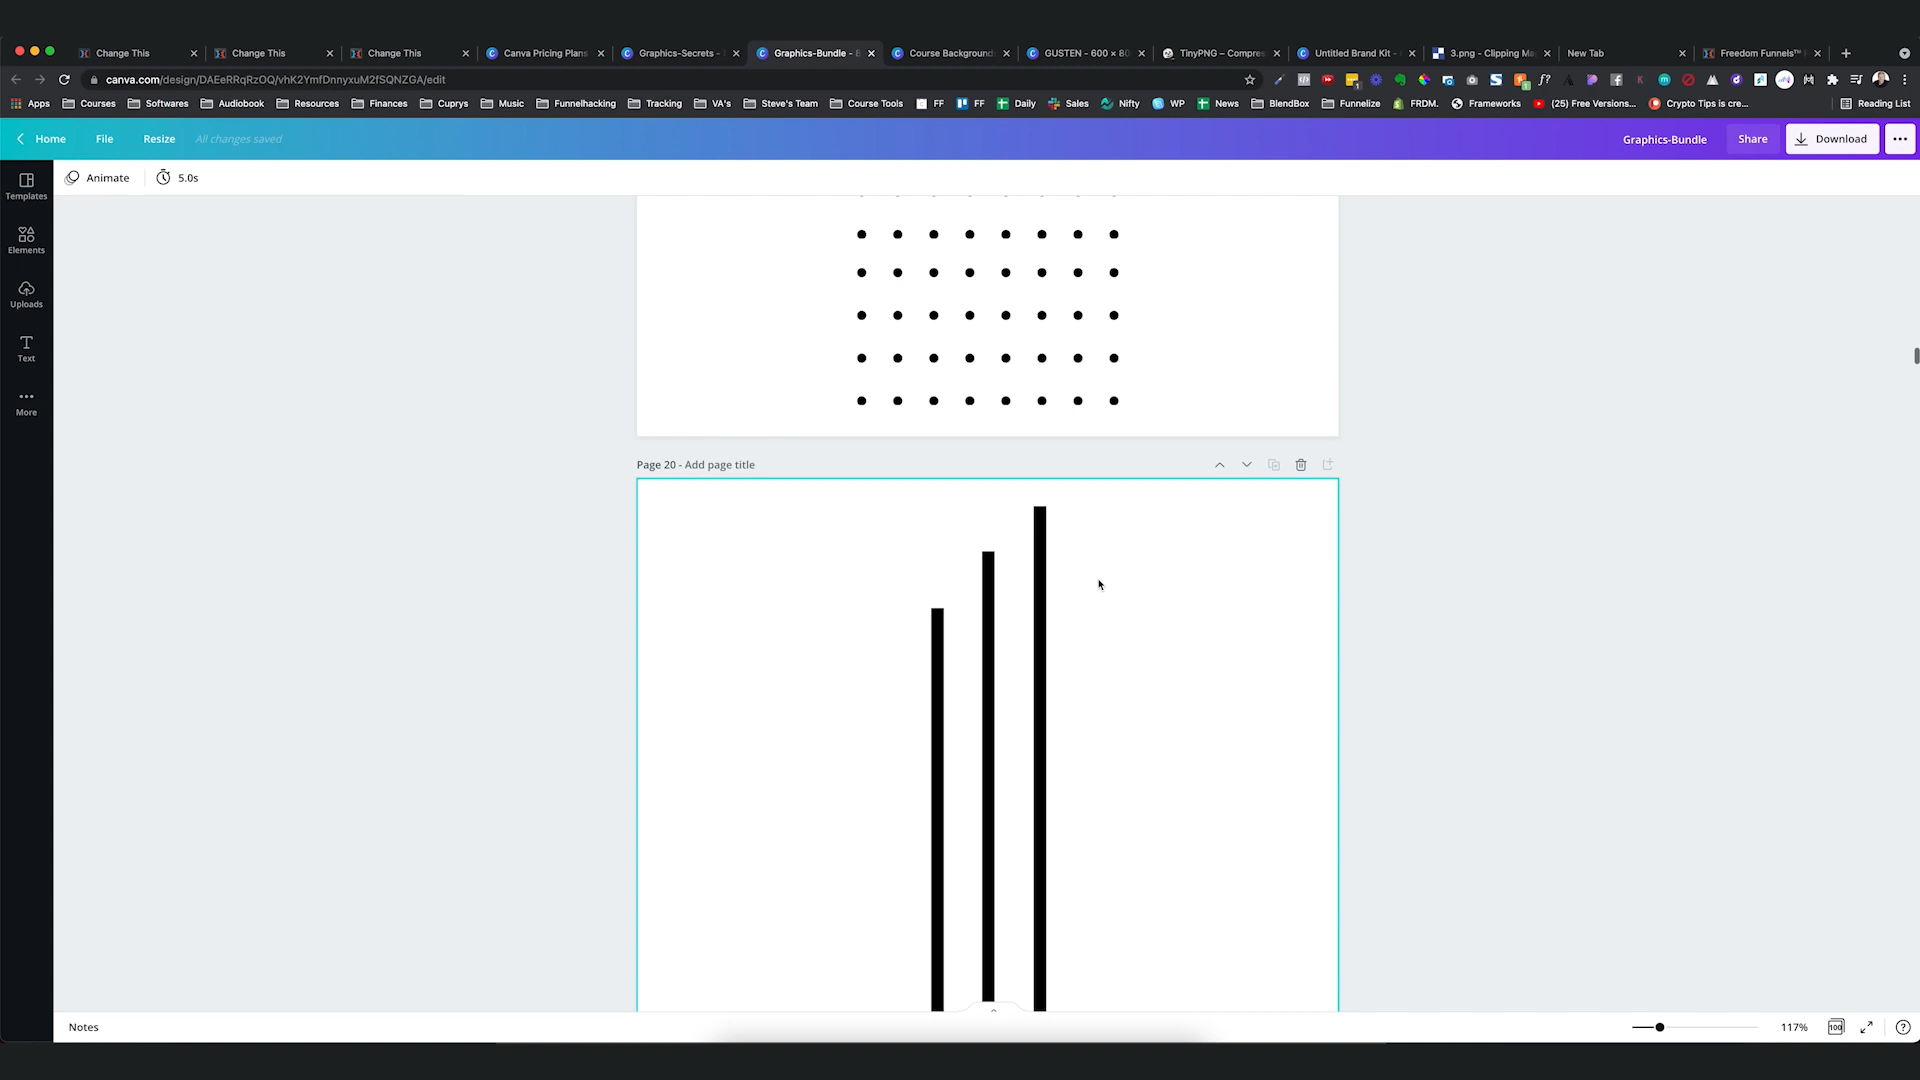 Change This
Change This
Change This
Canva Pricing Plans
Graphics-Secrets -
Graphics-Bundle -
Course Background
GUSTEN - 600 × 80
TinyPNG – Compres
Untitled Brand Kit -
3.png - Clipping Ma
New Tab
Freedom Funnels™
canva.com/design/DAEeRRqRzOQ/vhK2YmfDnnyxuM2fSQNZGA/edit
Apps
Courses
Softwares
Audiobook
Resources
Finances
Cuprys
Music
Funnelhacking
Tracking
VA's
Steve's Team
Course Tools
FF
FF
Daily
Sales
Nifty
WP
News
BlendBox
Funnelize
FRDM.
Frameworks
(25) Free Versions...
Crypto Tips is cre...
Reading List
Home
File
Resize
All changes saved
Graphics-Bundle
Share
Download
Templates
Elements
Uploads
Text
More
Animate
5.0s
Page 20 - Add page title
Notes
117%
100